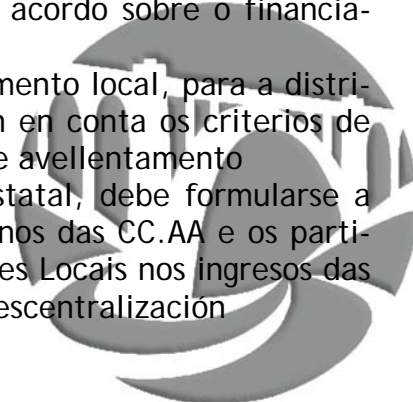 acordo sobre o financia-
mento local, para a distri-
en conta os criterios de
e avellentamento
statal, debe formularse a
nos das CC.AA e os parti-
es Locais nos ingresos das
escentralización